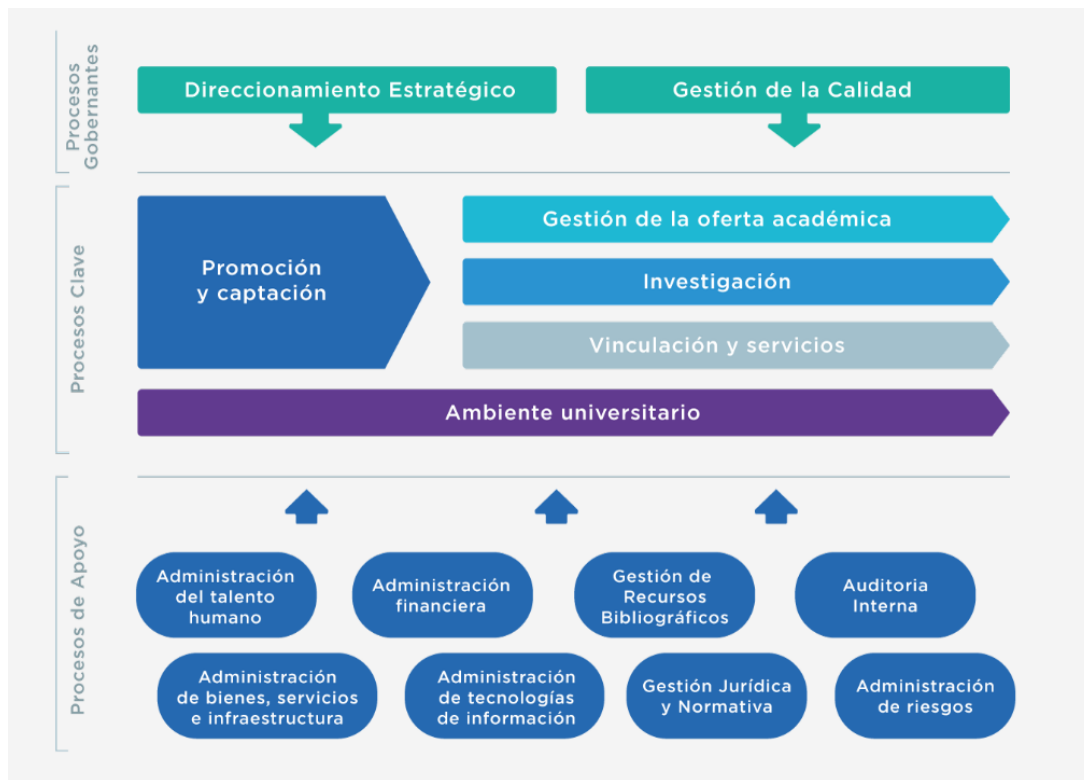 Procesos
Gobernantes
Direccionamiento Estratégico
Gestión de la Calidad
Procesos Clave
Promoción
y captación
Gestión de la oferta académica
Investigación
Vinculación y servicios
Ambiente universitario
Procesos de Apoyo
Administración
del talento
humano
Administración
financiera
Gestión de
Recursos
Bibliográficos
Auditoria
Interna
Administración
de bienes, servicios
e infraestructura
Administración
de tecnologías
de información
Gestión Jurídica
y Normativa
Administración
de riesgos